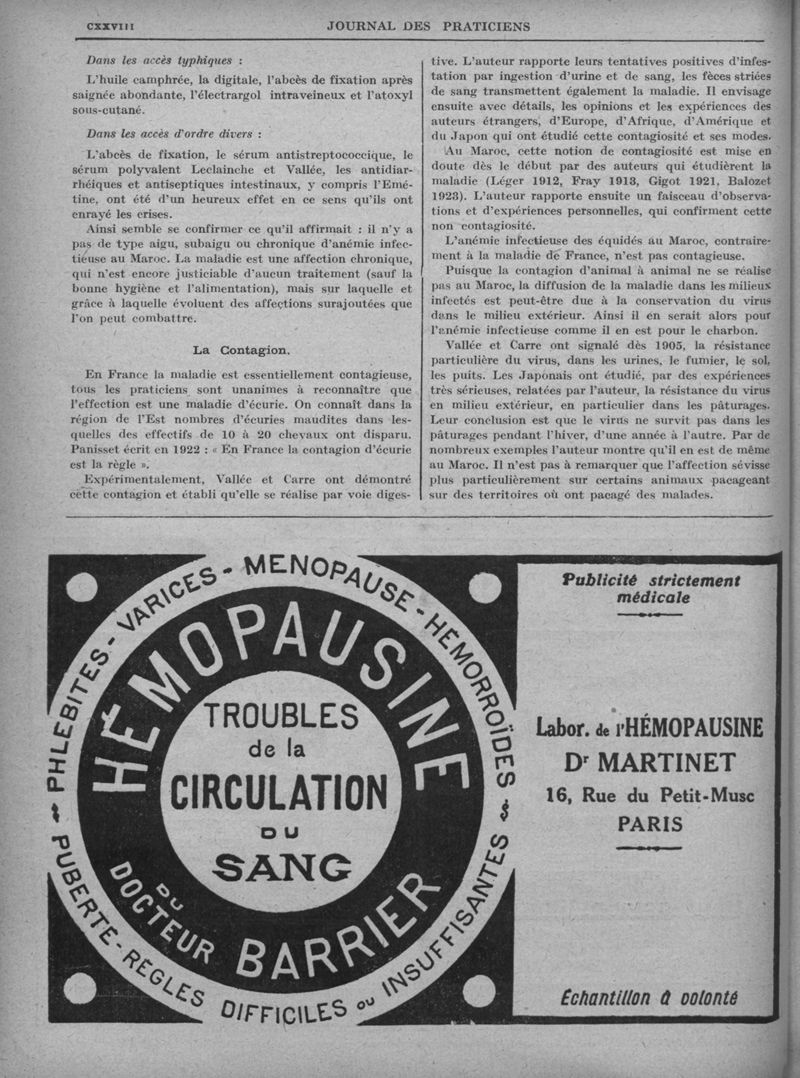 CXXVIII
JOURNAL DES PRATICIENS
Dans les accès typhiques :
L'huile camphrée, la digitale, l'abcès de fixation après
saignée abondante, l'électrargol intraveineux et l'atoxyl
sous-cutané.
Dans les accès d'ordre divers :
L'abcès de fixation, le sérum antistreptococcique, le
sérum polyvalent Leclainche et Vallée, les antidiar-
rhéiques et antiseptiques intestinaux, y compris l'Emé-
tine, ont été d'un heureux effet en ce sens qu'ils ont
enrayé les crises.
Ainsi semble se confirmer ce qu'il affirmait : il n'y a
pas de type aigu, subaigu ou chronique d'anémie infec-
tieuse au Maroc. La maladie est une affection chronique,
qui n'est encore justiciable d'aucun traitement (sauf la
bonne hygiène et l'alimentation), mais sur laquelle et
grâce à laquelle évoluent des affections surajoutées que
l'on peut combattre.
La Contagion.
En France la maladie est essentiellement contagieuse,
tous les praticiens sont unanimes à reconnaître que
l'effection est une maladie d'écurie. On connaît dans la
région de l'Est nombres d'écuries maudites dans les-
quelles des effectifs de 10 à 20 chevaux ont disparu.
Panisset écrit en 1922 : « En France la contagion d'écurie
est la règle ».
Expérimentalement, Vallée et Carre ont démontré
cette contagion et établi qu'elle se réalise par voie diges-
tive. L'auteur rapporte leurs tentatives positives d'infes-
tation par ingestion d'urine et de sang, les fèces striées
de sang transmettent également la maladie. Il envisage
ensuite avec détails, les opinions et les expériences des
auteurs étrangers, d'Europe, d'Afrique, d'Amérique et
du Japon qui ont étudié cette contagiosité et ses modes.
Au Maroc, cette notion de contagiosité est mise en
doute dès le début par des auteurs qui étudièrent la
maladie (Léger 1912, Fray 1913, Gigot 1921, Balozet
1923). L'auteur rapporte ensuite un faisceau d'observa-
tions et d'expériences personnelles, qui confirment cette
non contagiosité.
L'anémie infectieuse des équidés au Maroc, contraire-
ment à la maladie de France, n'est pas contagieuse.
Puisque la contagion d'animal à animal ne se réalise
pas au Maroc, la diffusion de la maladie dans les milieux
infectés est peut-être due à la conservation du virus
dans le milieu extérieur. Ainsi il en serait alors pour
l'anémie infectieuse comme il en est pour le charbon.
Vallée et Carre ont signalé dès 1905, la résistance
particulière du virus, dans les urines, le fumier, le sol,
les puits. Les Japonais ont étudié, par des expériences
très sérieuses, relatées par l'auteur, la résistance du virus
en milieu extérieur, en particulier dans les pâturages.
Leur conclusion est que le virus ne survit pas dans les
pâturages pendant l'hiver, d'une année à l'autre. Par de
nombreux exemples l'auteur montre qu'il en est de même
au Maroc. Il n'est pas à remarquer que l'affection sévisse
plus particulièrement sur certains animaux pacageant
sur des territoires où ont pacagé des malades.
PHLÉBITES - VARICES - MENOPAUSE - HÉMORROÏDES
HÉMOPAUSINE
TROUBLES
de la
CIRCULATION
DU
SANG
DU
DOCTEUR BARRIER
PUBERTÉ - RÈGLES DIFFICILES OU INSUFFISANTES
Publicité strictement
médicale
Labor. de l'HÉMOPAUSINE
Dr MARTINET
16, Rue du Petit-Musc
PARIS
Échantillon à volonté